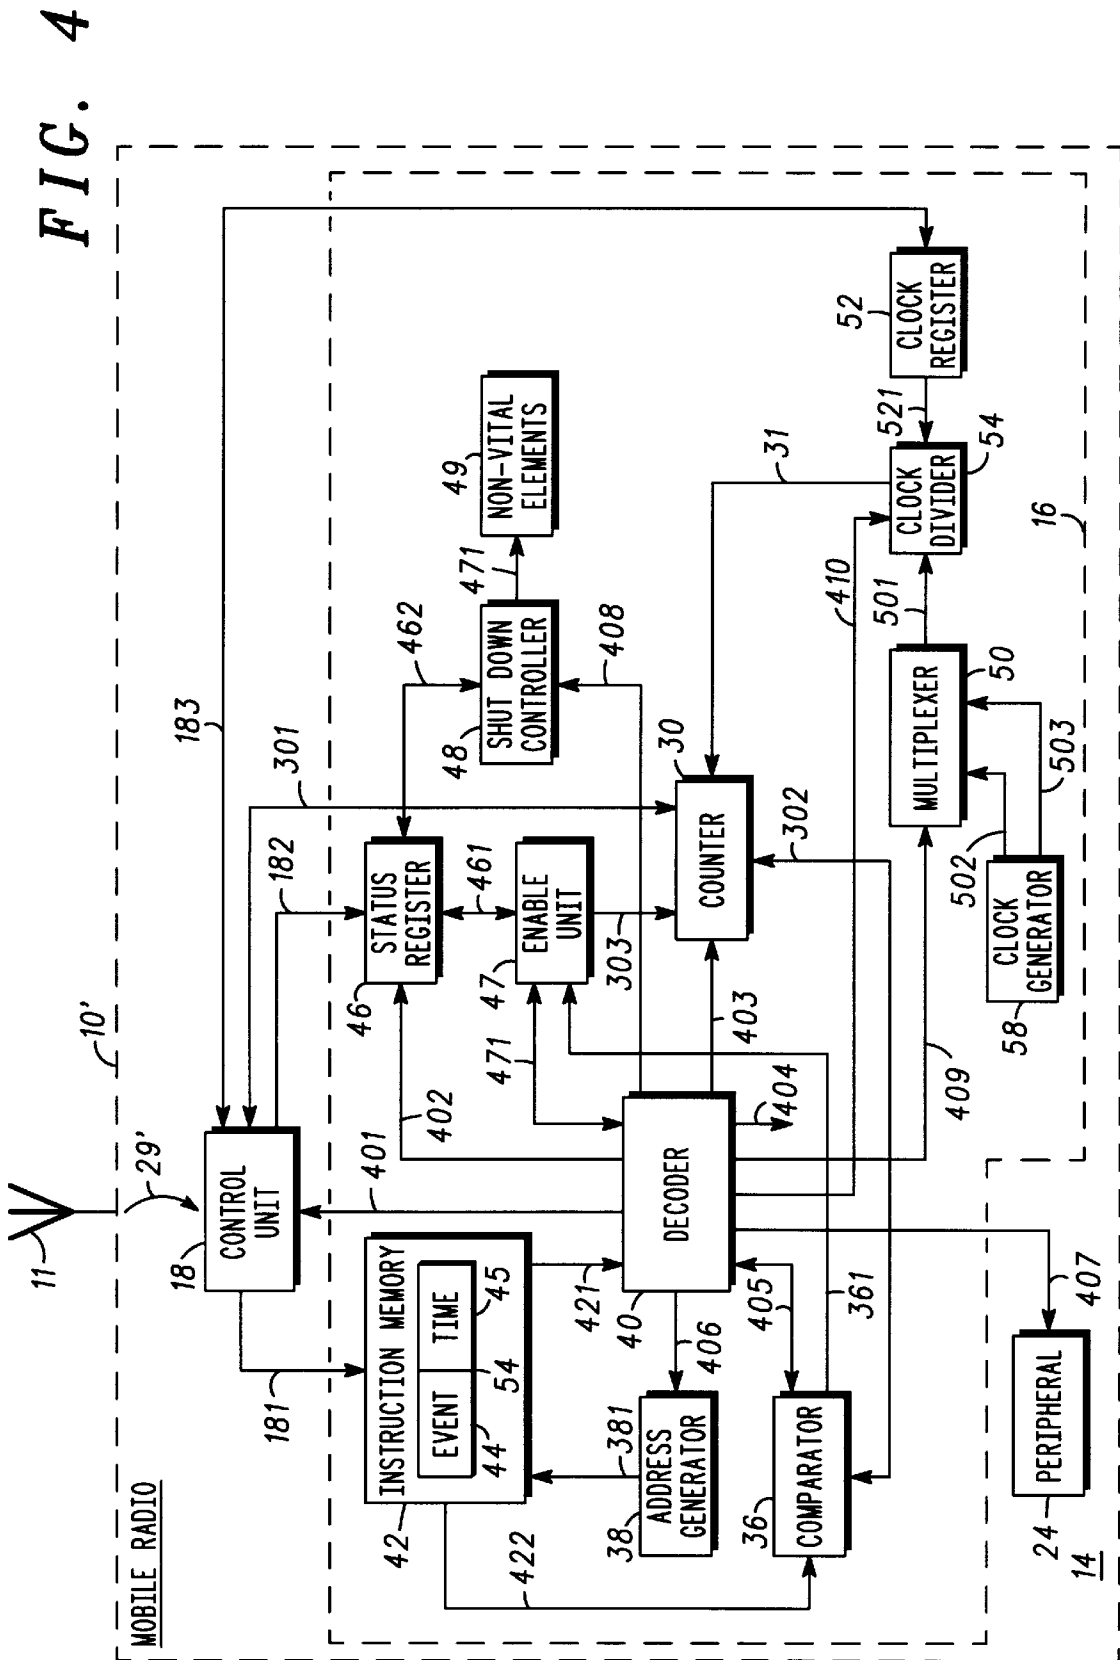 FIG. 4
MOBILE RADIO
11
29'
10'
18
CONTROL
UNIT
181
183
301
182
401
402
INSTRUCTION MEMORY
EVENT
TIME
44
54
45
42
422
421
46
STATUS
REGISTER
462
461
47
ENABLE
UNIT
471
303
48
SHUT DOWN
CONTROLLER
471
49
NON-VITAL
ELEMENTS
408
38
ADDRESS
GENERATOR
381
406
40
DECODER
403
404
405
361
COUNTER
30
302
31
36
COMPARATOR
409
410
MULTIPLEXER
50
501
CLOCK
DIVIDER
54
521
52
CLOCK
REGISTER
58
CLOCK
GENERATOR
502
503
16
24
PERIPHERAL
407
14